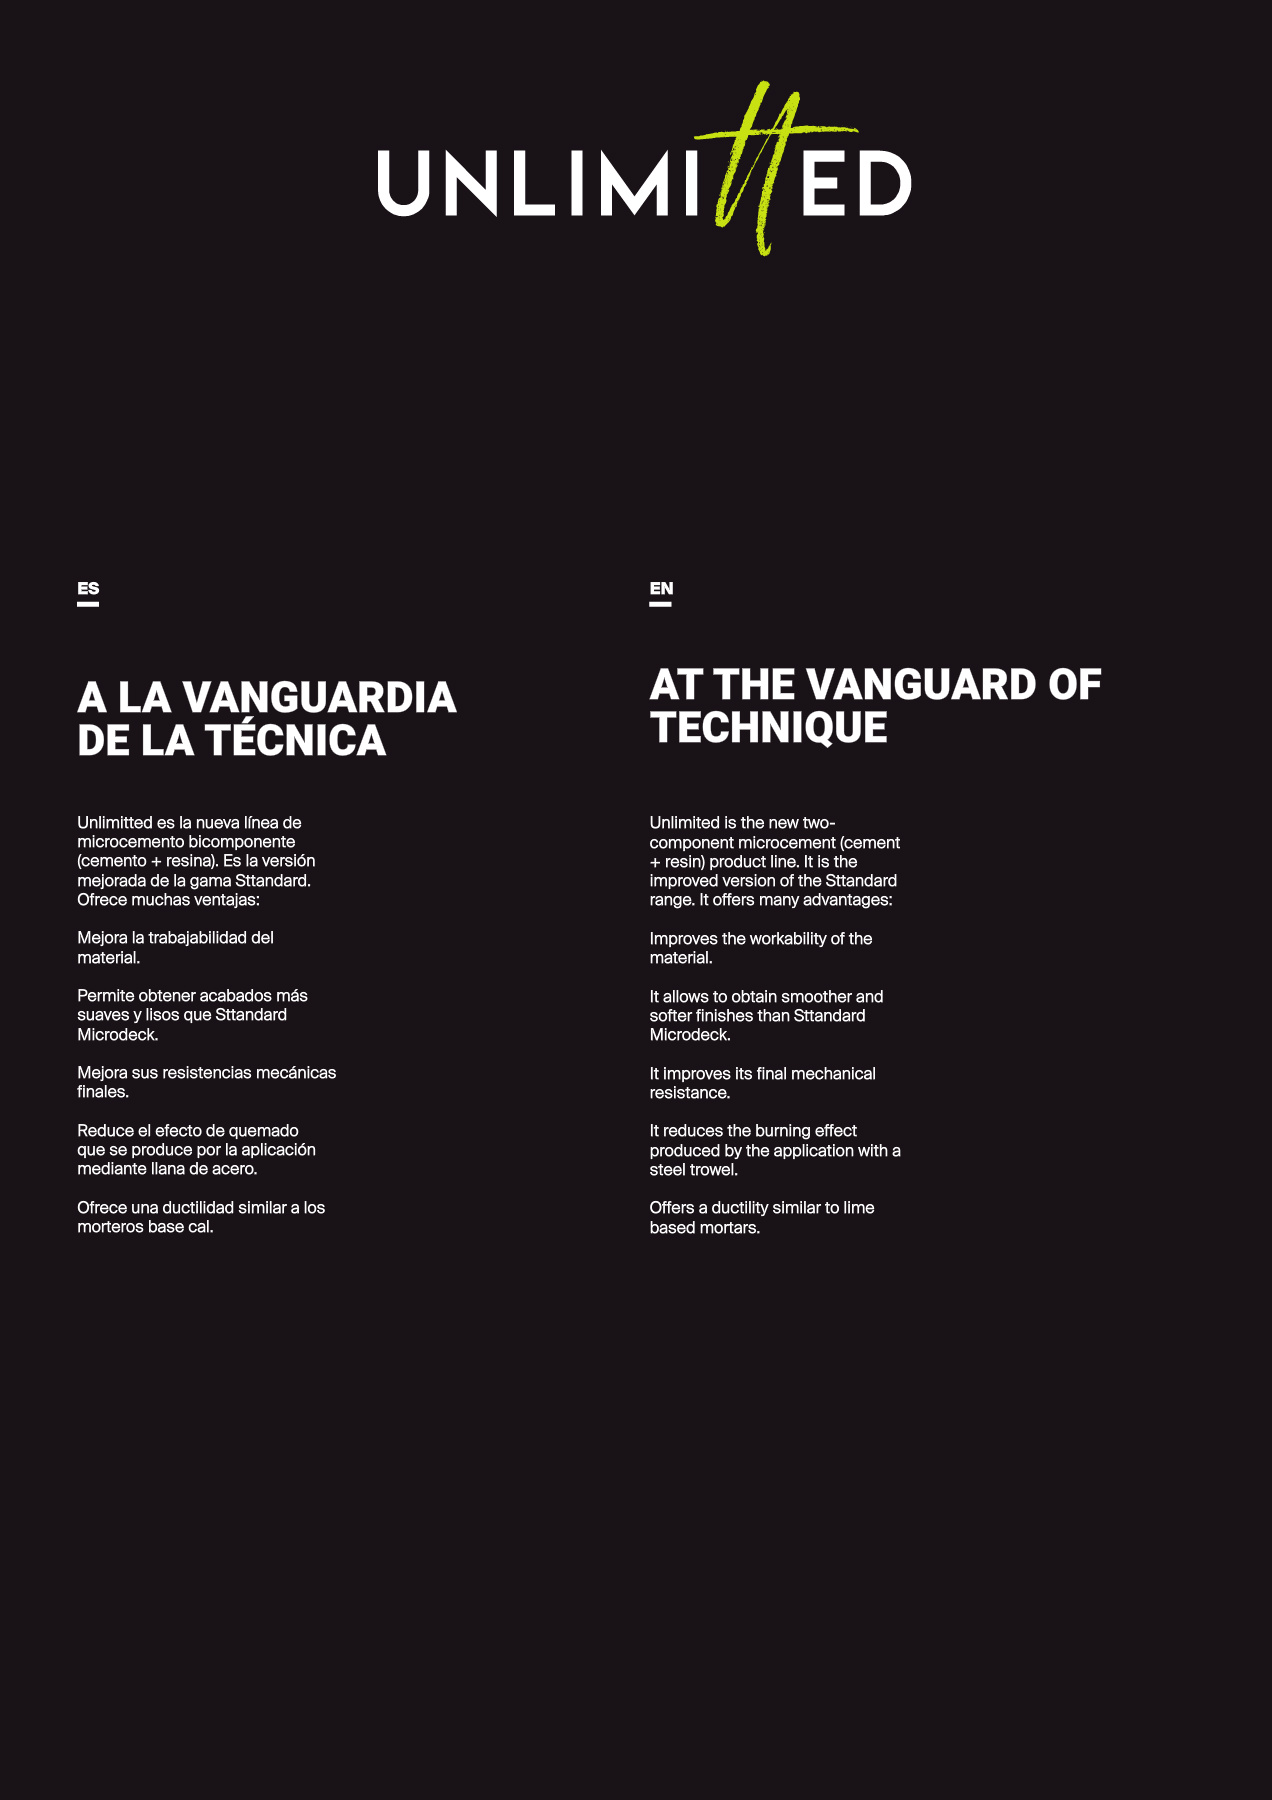 UNLIMITTED
ES
A LA VANGUARDIA
DE LA TÉCNICA
Unlimitted es la nueva línea de
microcemento bicomponente
(cemento + resina). Es la versión
mejorada de la gama Sttandard.
Ofrece muchas ventajas:
Mejora la trabajabilidad del
material.
Permite obtener acabados más
suaves y lisos que Sttandard
Microdeck.
Mejora sus resistencias mecánicas
finales.
Reduce el efecto de quemado
que se produce por la aplicación
mediante llana de acero.
Ofrece una ductilidad similar a los
morteros base cal.
EN
AT THE VANGUARD OF
TECHNIQUE
Unlimited is the new two-
component microcement (cement
+ resin) product line. It is the
improved version of the Sttandard
range. It offers many advantages:
Improves the workability of the
material.
It allows to obtain smoother and
softer finishes than Sttandard
Microdeck.
It improves its final mechanical
resistance.
It reduces the burning effect
produced by the application with a
steel trowel.
Offers a ductility similar to lime
based mortars.